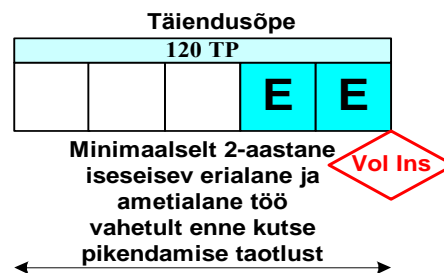 Täiendusõpe
120 TP
E E
Minimaalselt 2-aastane
iseseisev erialane ja
ametialane töö
vahetult enne kutse
pikendamise taotlust
Vol Ins